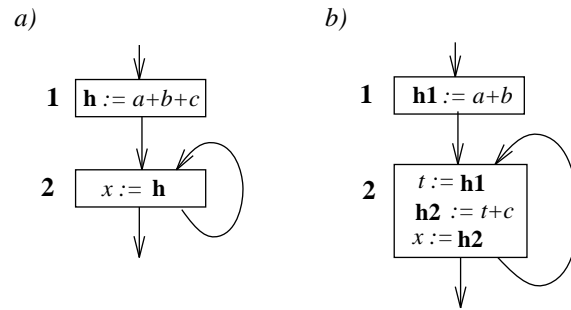 a)
1 h := a+b+c
2 x := h
b)
1 h1 := a+b
2 t := h1
h2 := t+c
x := h2